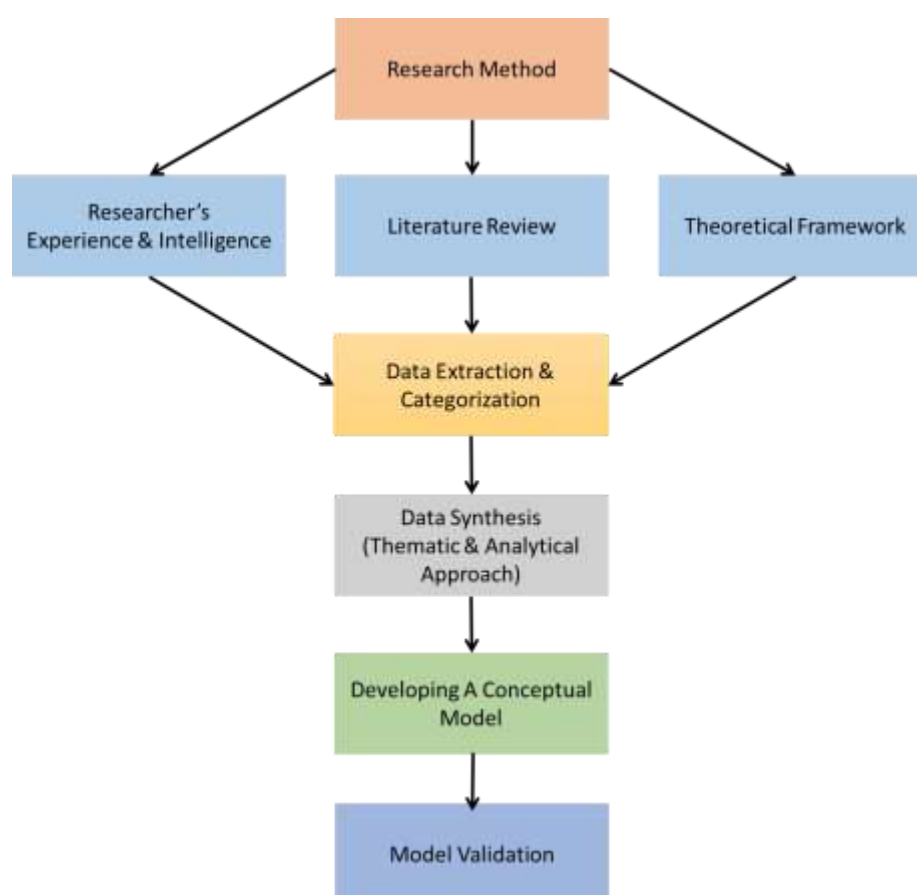 Research Method
Researcher's
Experience & Intelligence
Literature Review
Theoretical Framework
Data Extraction &
Categorization
Data Synthesis
(Thematic & Analytical
Approach)
Developing A Conceptual
Model
Model Validation